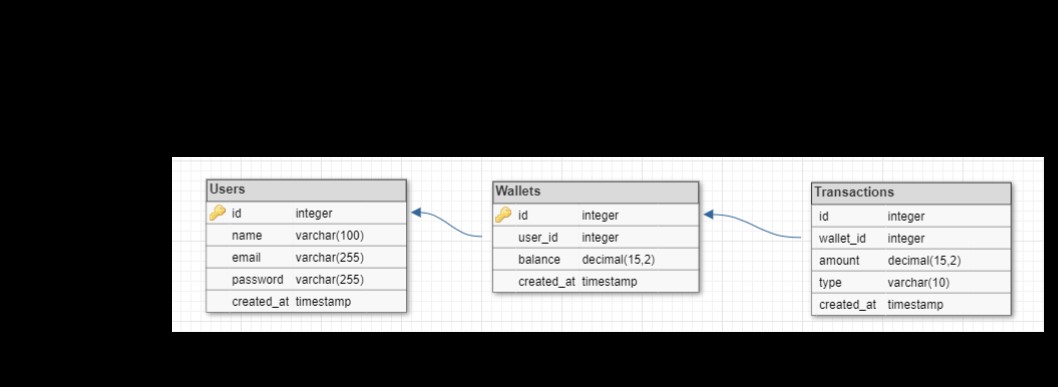 Users
id integer
name varchar(100)
email varchar(255)
password varchar(255)
created_at timestamp
Wallets
id integer
user_id integer
balance decimal(15,2)
created_at timestamp
Transactions
id integer
wallet_id integer
amount decimal(15,2)
type varchar(10)
created_at timestamp